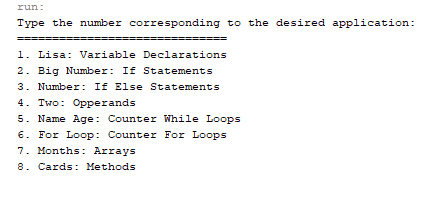 run:
Type the number corresponding to the desired application:
==============================
1. Lisa: Variable Declarations
2. Big Number: If Statements
3. Number: If Else Statements
4. Two: Opperands
5. Name Age: Counter While Loops
6. For Loop: Counter For Loops
7. Months: Arrays
8. Cards: Methods